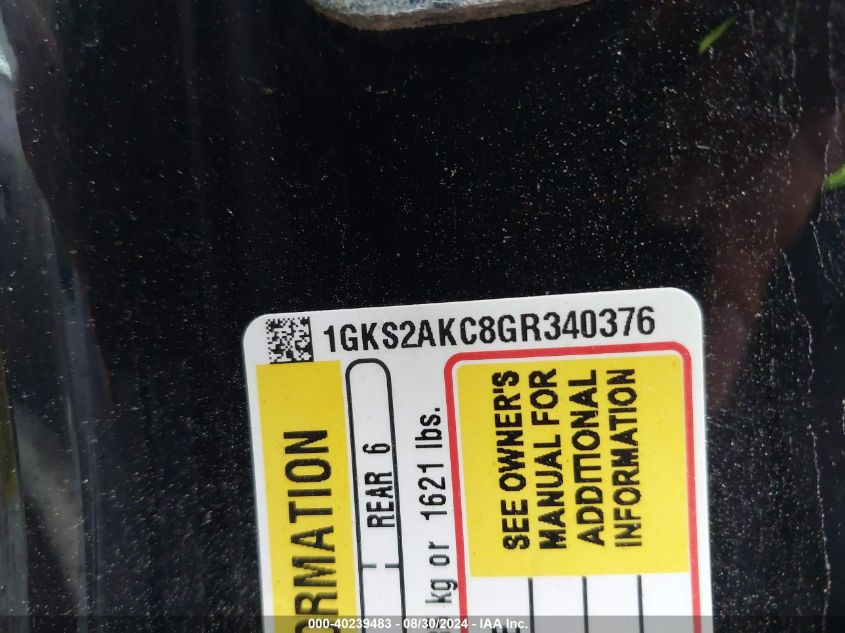 1GKS2AKC8GR340376
ORMATION
REAR 6
kg or 1621 lbs.
SEE OWNER'S
MANUAL FOR
ADDITIONAL
INFORMATION
000-40239483 - 08/30/2024 - IAA Inc.